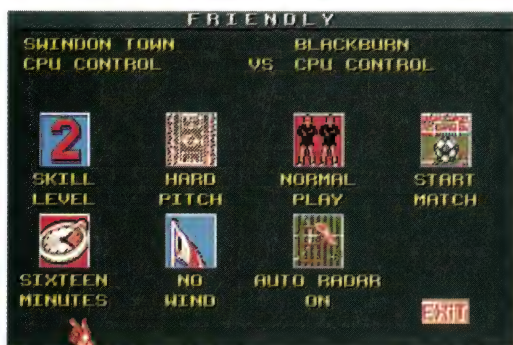 FRIENDLY
SWINDON TOWN BLACKBURN
CPU CONTROL VS CPU CONTROL
2
SKILL HARD NORMAL START
LEVEL PITCH PLAY MATCH
SIXTEEN NO AUTO RADAR
MINUTES WIND ON
EXIT